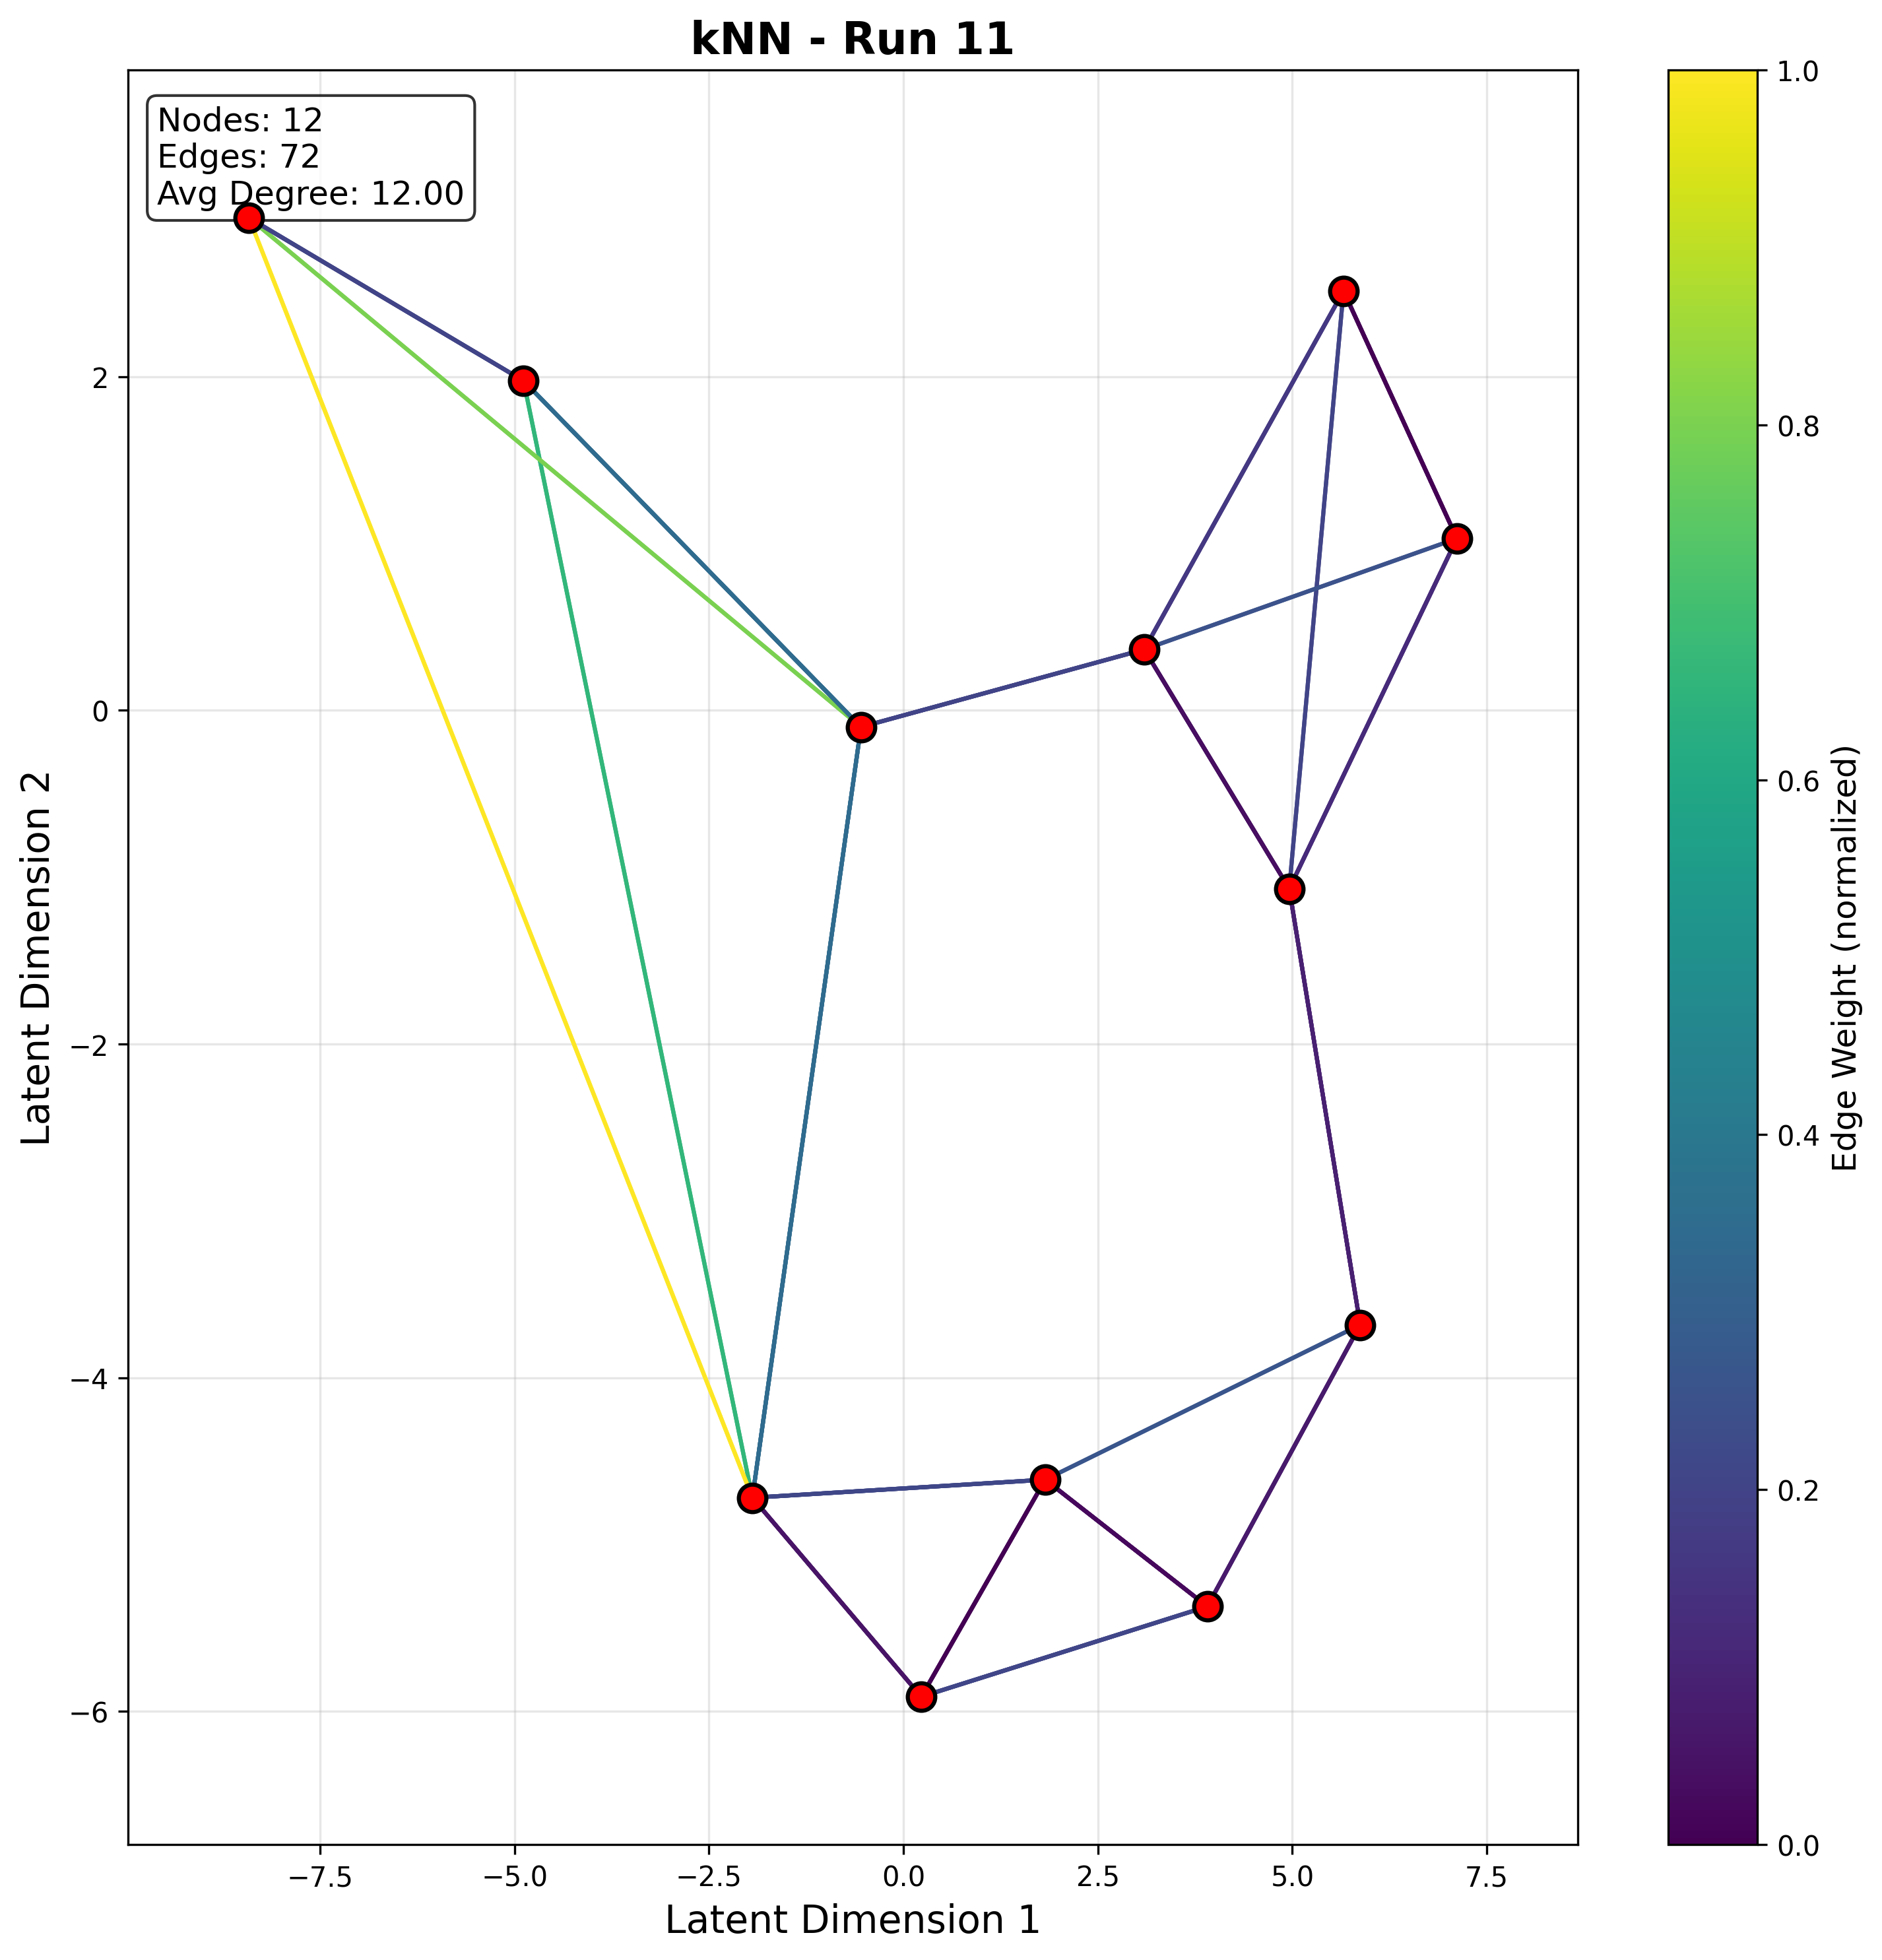 kNN - Run 11
Nodes: 12
Edges: 72
Avg Degree: 12.00
2
0
−2
−4
−6
Latent Dimension 2
−7.5
−5.0
−2.5
0.0
2.5
5.0
7.5
Latent Dimension 1
1.0
0.8
0.6
0.4
0.2
0.0
Edge Weight (normalized)